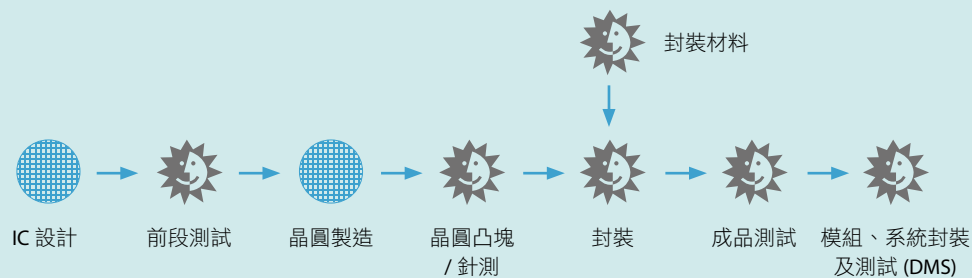 封裝材料
IC 設計
前段測試
晶圓製造
晶圓凸塊
/ 針測
封裝
成品測試
模組、系統封裝
及測試 (DMS)